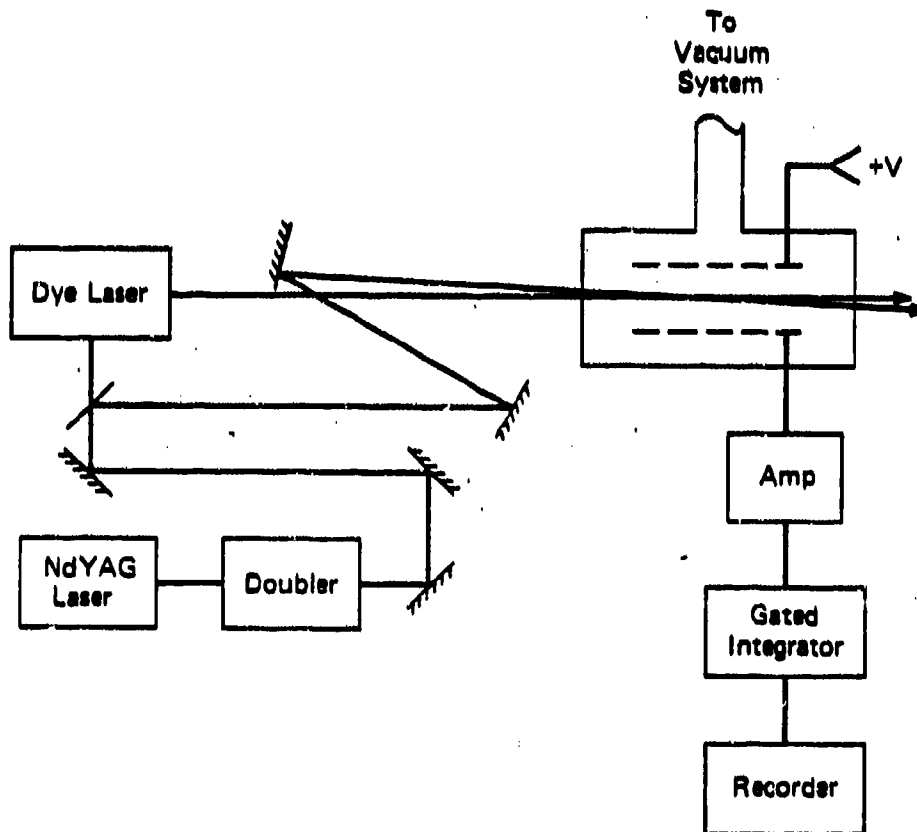 To
Vacuum
System
+V
Dye Laser
Amp
NdYAG
Laser
Doubler
Gated
Integrator
Recorder